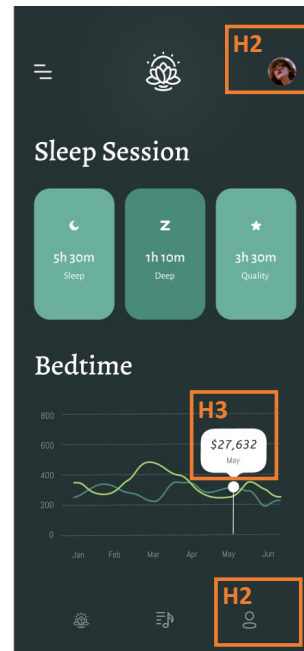 H2
Sleep Session
z
5h 30m
1h 10m
3h 30m
Sleep
Deep
Quality
Bedtime
800
H3
600
$27,632
May
400
200
0
Jan Feb Mar Apr May Jun
H2